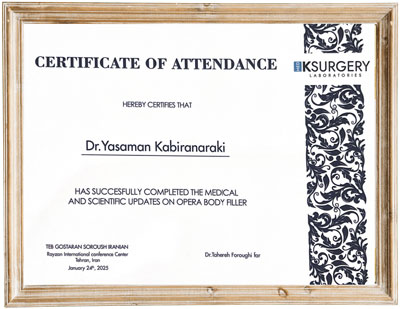 CERTIFICATE OF ATTENDANCE
KSURGERY
LABORATORIES
HEREBY CERTIFIES THAT
Dr.Yasaman Kabiranaraki
HAS SUCCESFULLY COMPLETED THE MEDICAL
AND SCIENTIFIC UPDATES ON OPERA BODY FILLER
TEB GOSTARAN SOROUSH IRANIAN
Rayzan International conference Center
Tehran, Iran
January 24th, 2025
Dr.Tahereh Foroughi far